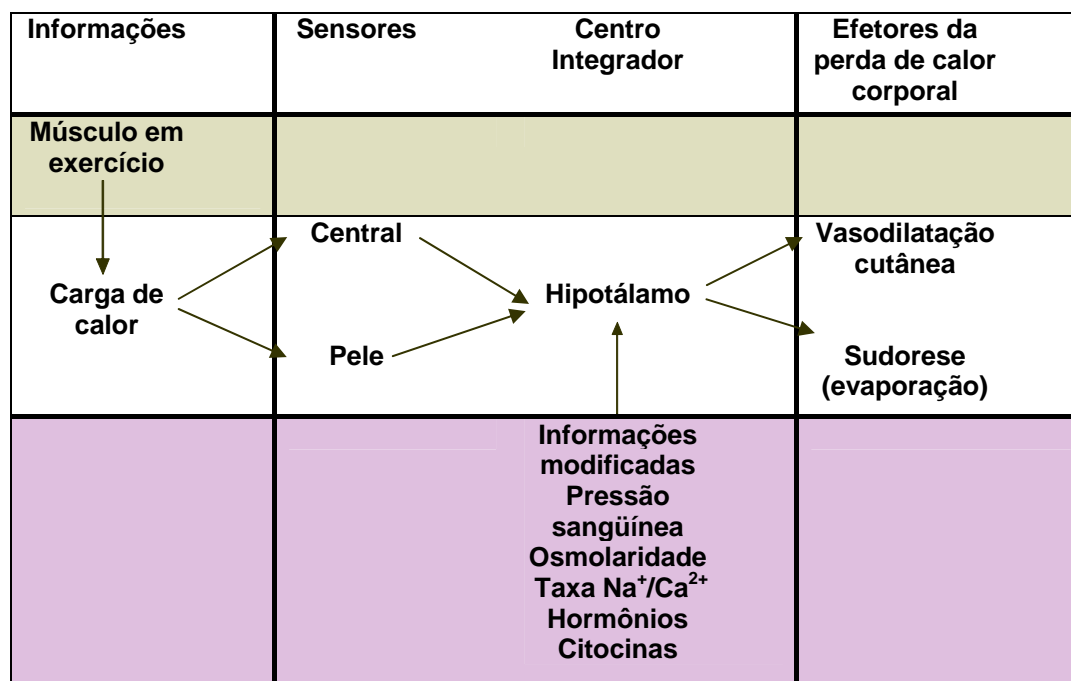 Informações
Sensores
Centro
Integrador
Efetores da
perda de calor
corporal
Músculo em
exercício
Carga de
calor
Central
Pele
Hipotálamo
Vasodilatação
cutânea
Sudorese
(evaporação)
Informações
modificadas
Pressão
sangüínea
Osmolaridade
Taxa Na⁺/Ca²⁺
Hormônios
Citocinas